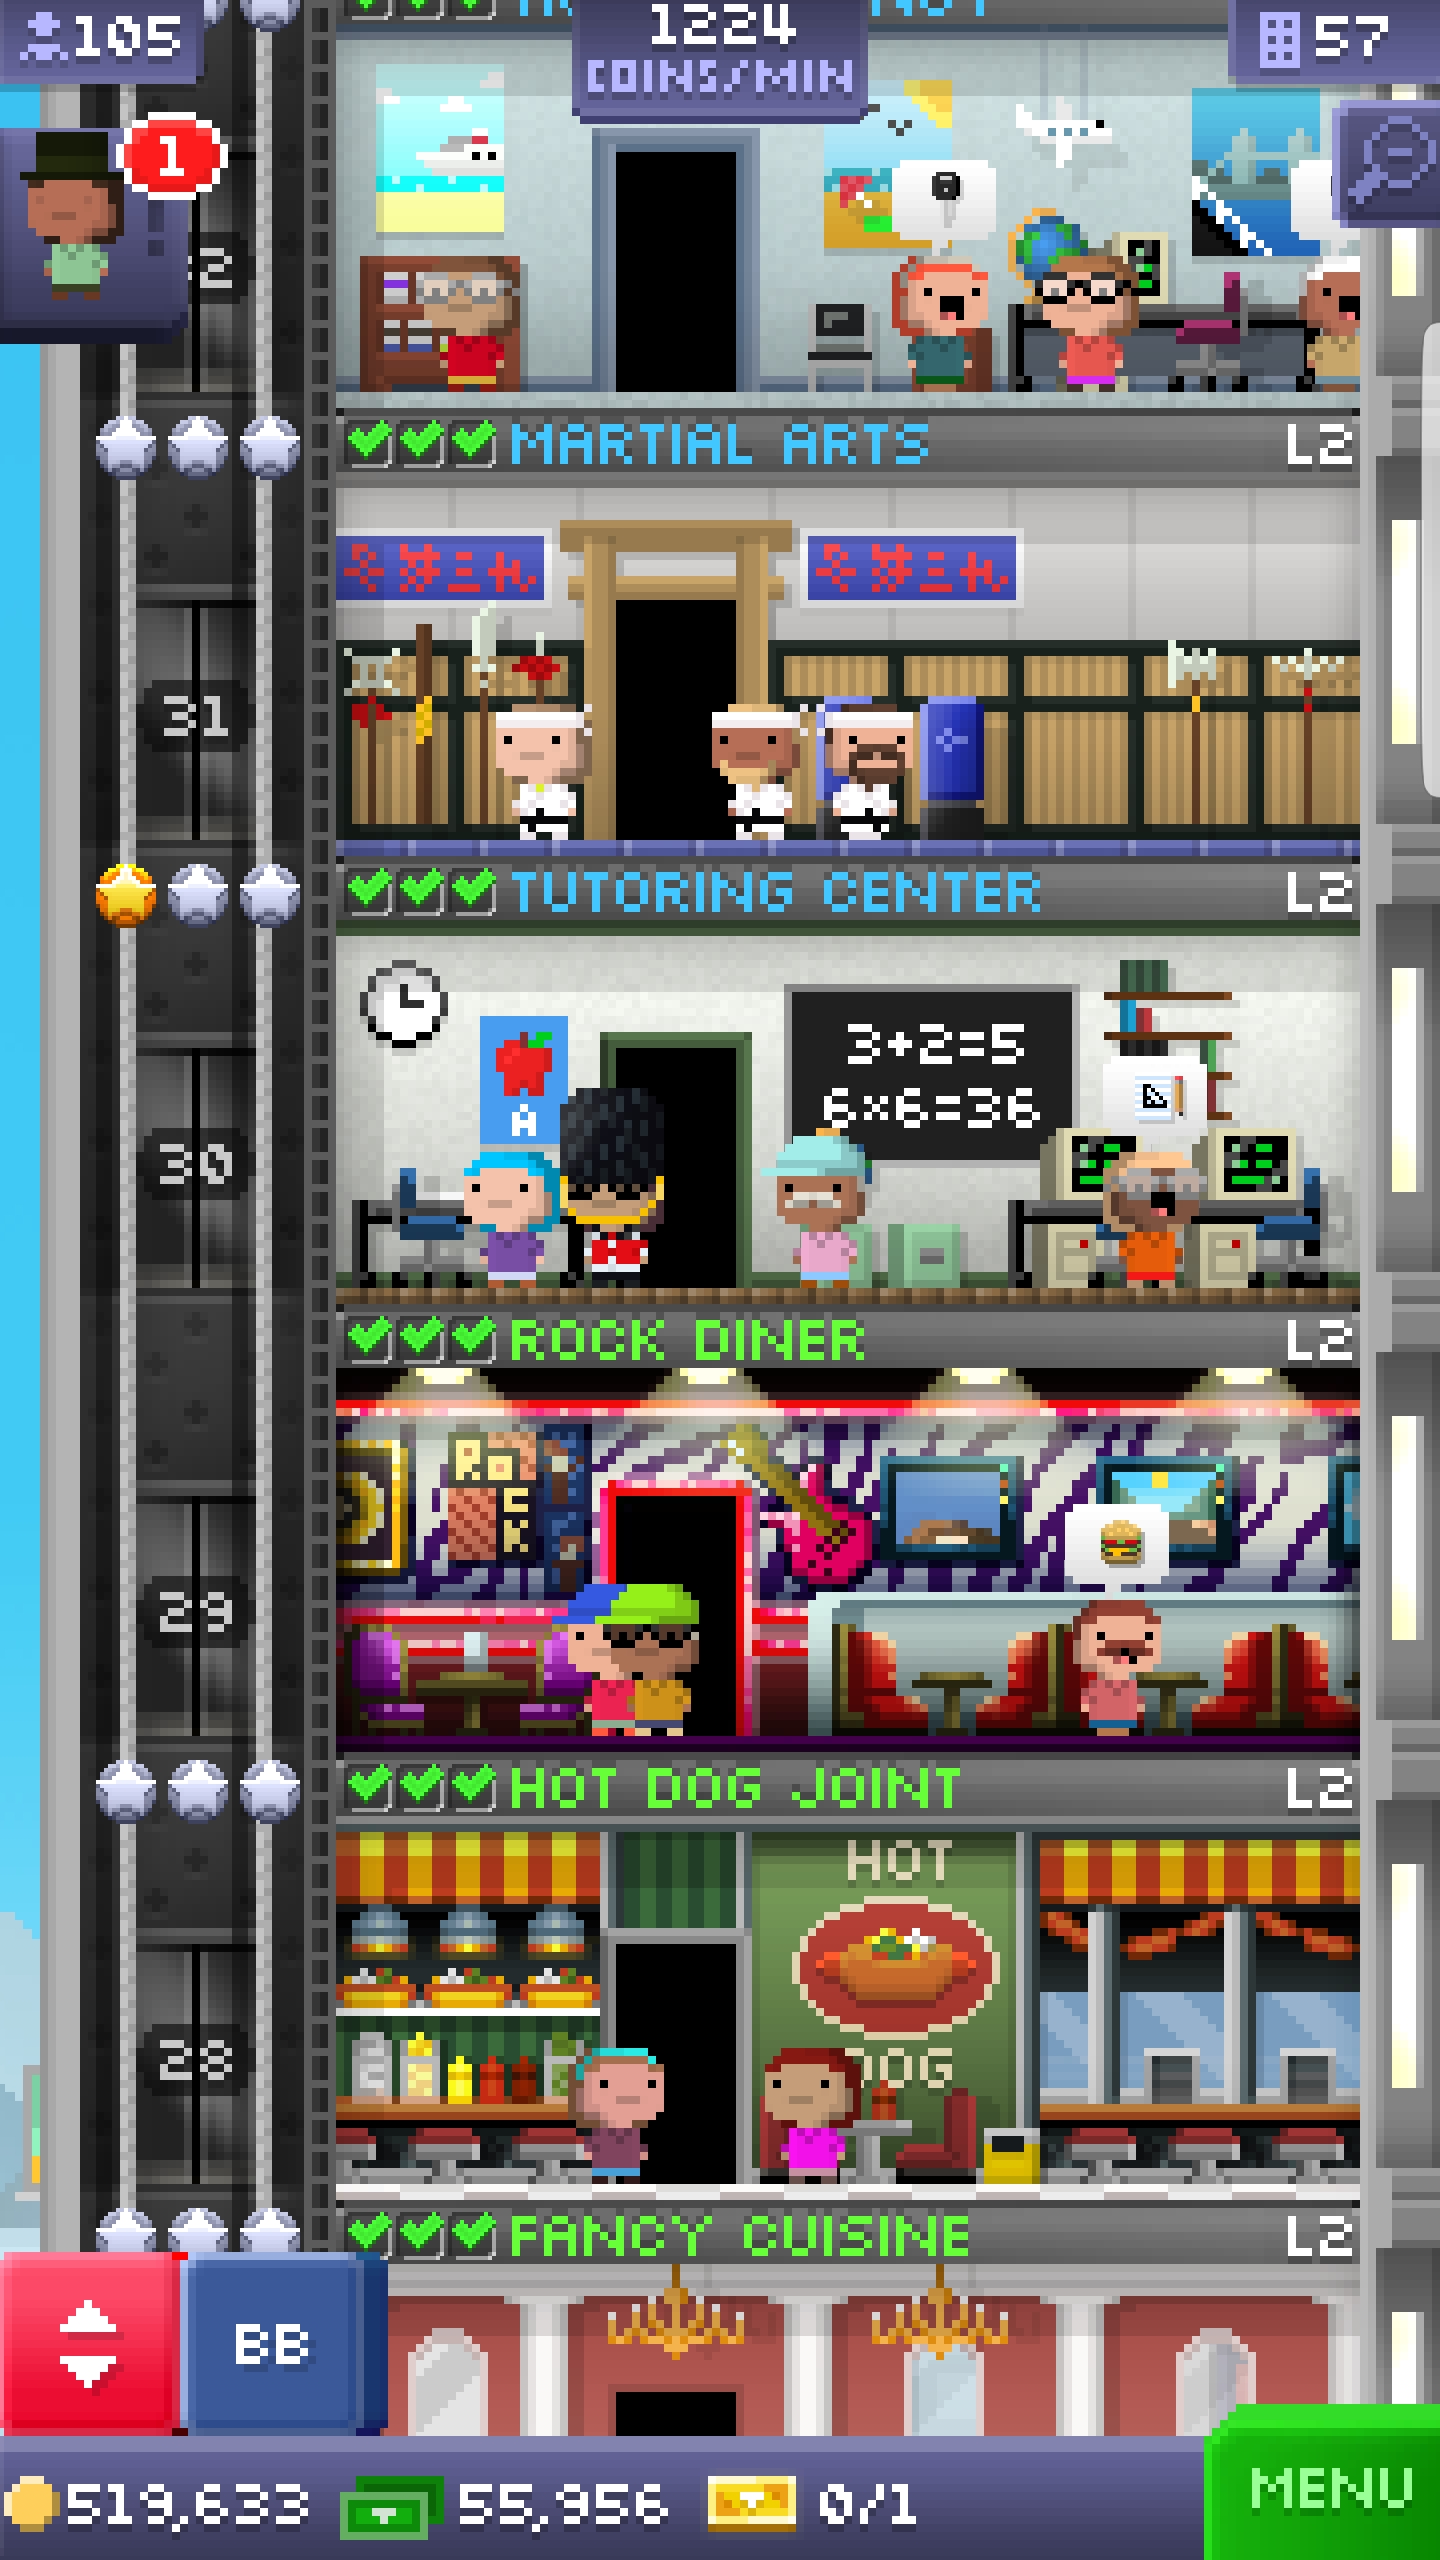 105
1224
COINS/MIN
57
1
MARTIAL ARTS L2
31
TUTORING CENTER L2
3+2=5
6×6=36
A
30
ROCK DINER L2
Ro
CK
29
HOT DOG JOINT L2
HOT
DOG
28
FANCY CUISINE L2
BB
519,633
55,956
0/1
MENU